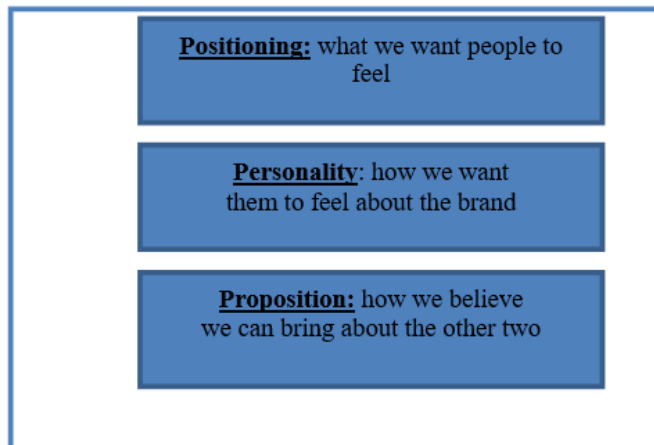 Positioning: what we want people to
feel
Personality: how we want
them to feel about the brand
Proposition: how we believe
we can bring about the other two